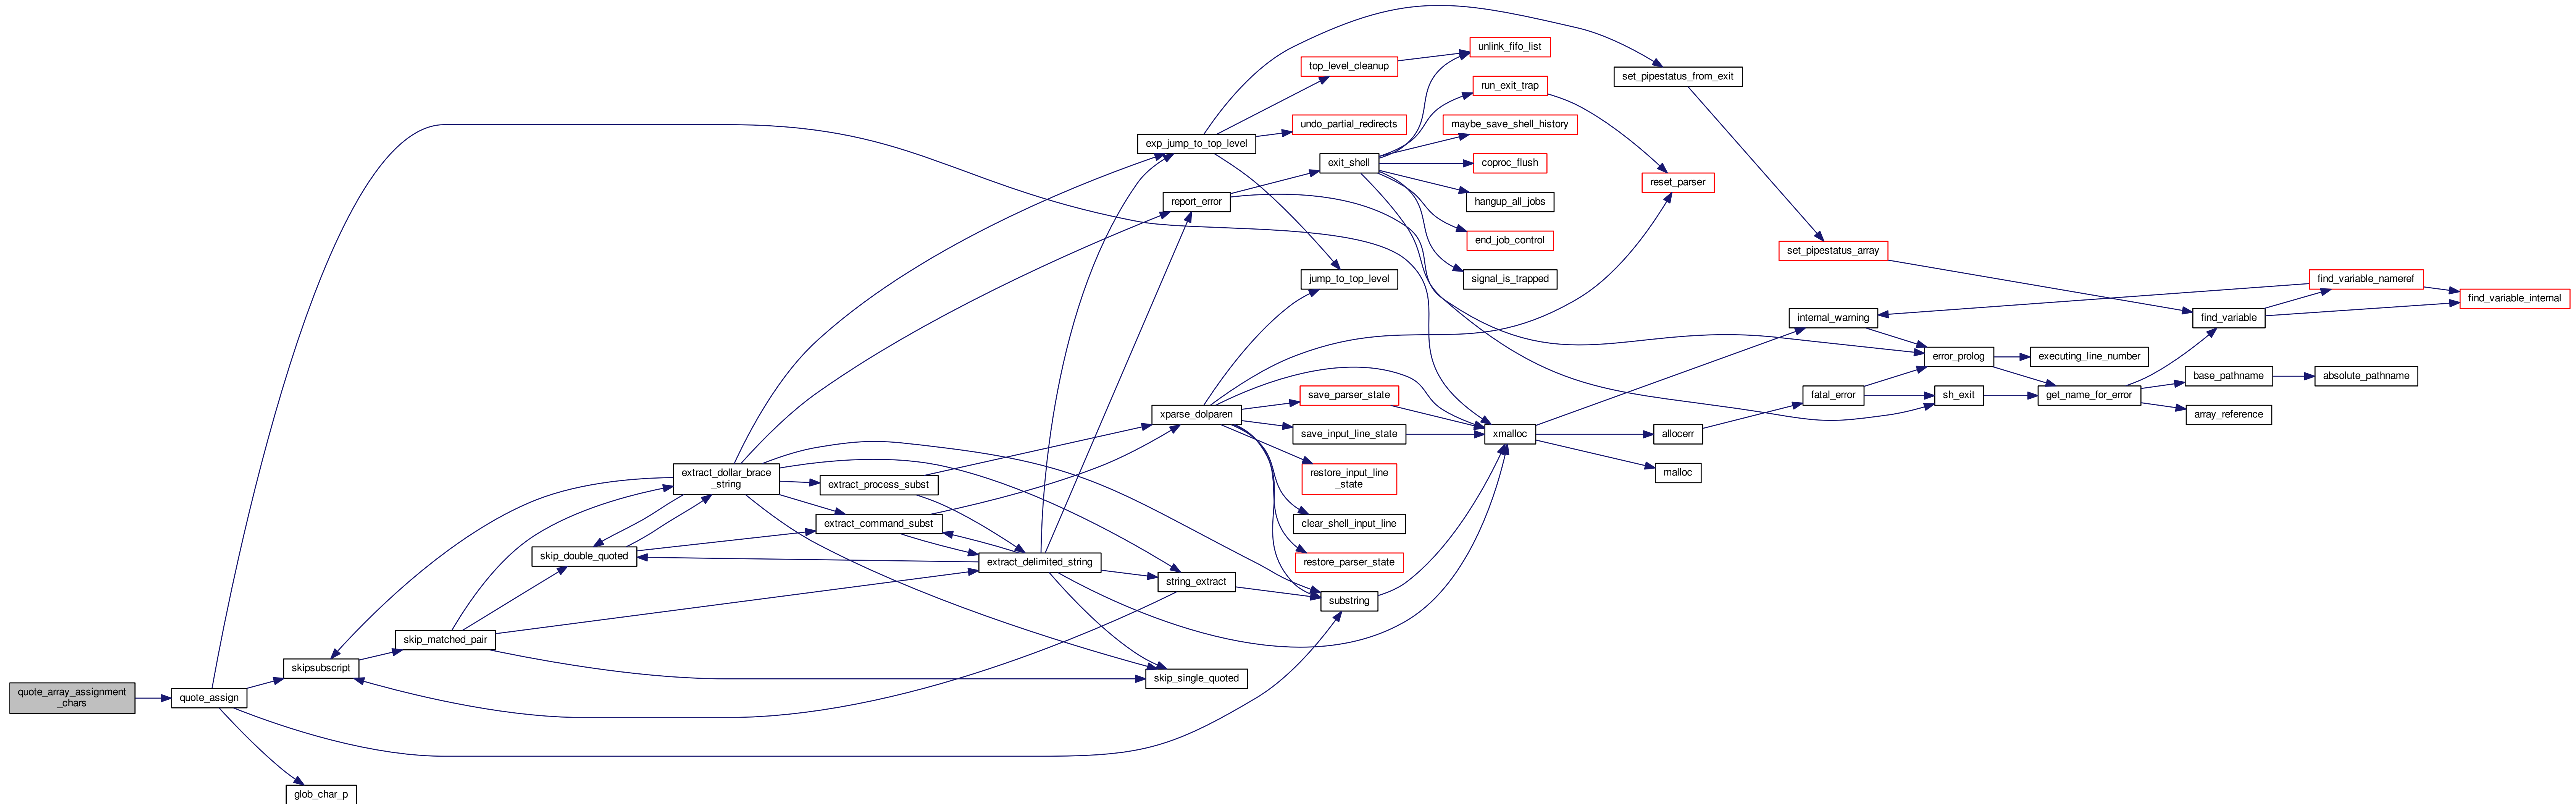 unlink_fifo_list
top_level_cleanup
set_pipestatus_from_exit
run_exit_trap
undo_partial_redirects
maybe_save_shell_history
exp_jump_to_top_level
exit_shell
coproc_flush
reset_parser
report_error
hangup_all_jobs
end_job_control
set_pipestatus_array
jump_to_top_level
signal_is_trapped
find_variable_nameref
find_variable_internal
internal_warning
find_variable
error_prolog
executing_line_number
base_pathname
absolute_pathname
save_parser_state
fatal_error
sh_exit
get_name_for_error
xparse_dolparen
array_reference
save_input_line_state
xmalloc
allocerr
extract_dollar_brace
_string
restore_input_line
_state
malloc
extract_process_subst
extract_command_subst
clear_shell_input_line
skip_double_quoted
extract_delimited_string
restore_parser_state
string_extract
substring
skip_matched_pair
skipsubscript
skip_single_quoted
quote_array_assignment
_chars
quote_assign
glob_char_p